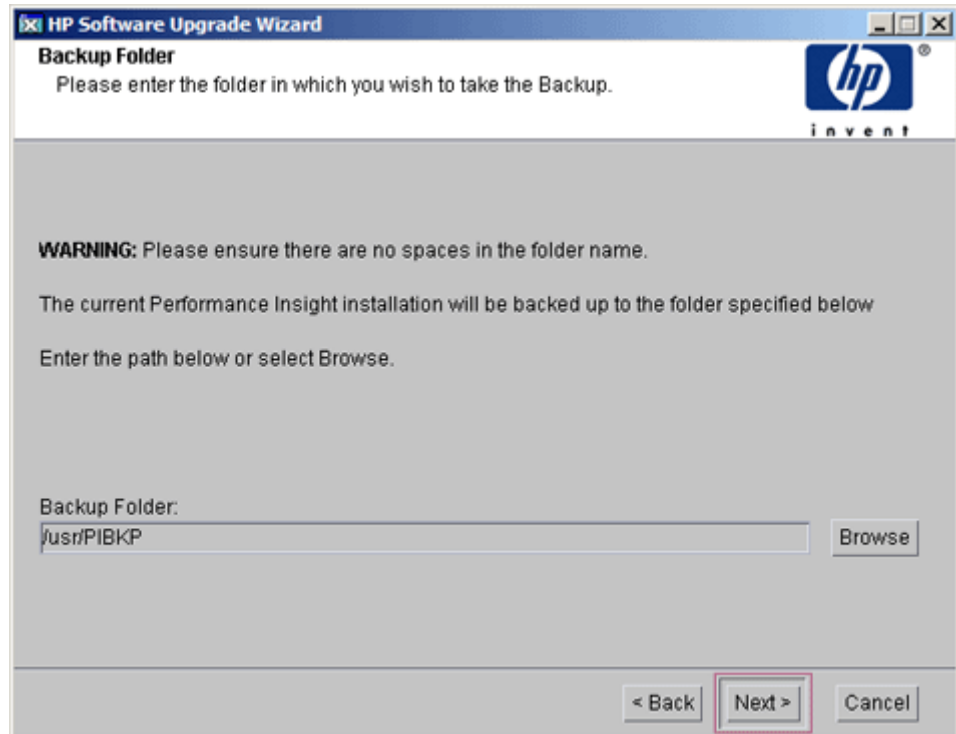 HP Software Upgrade Wizard
Backup Folder
Please enter the folder in which you wish to take the Backup.
hp
®
invent
WARNING: Please ensure there are no spaces in the folder name.
The current Performance Insight installation will be backed up to the folder specified below
Enter the path below or select Browse.
Backup Folder:
/usr/PIBKP
Browse
< Back
Next >
Cancel